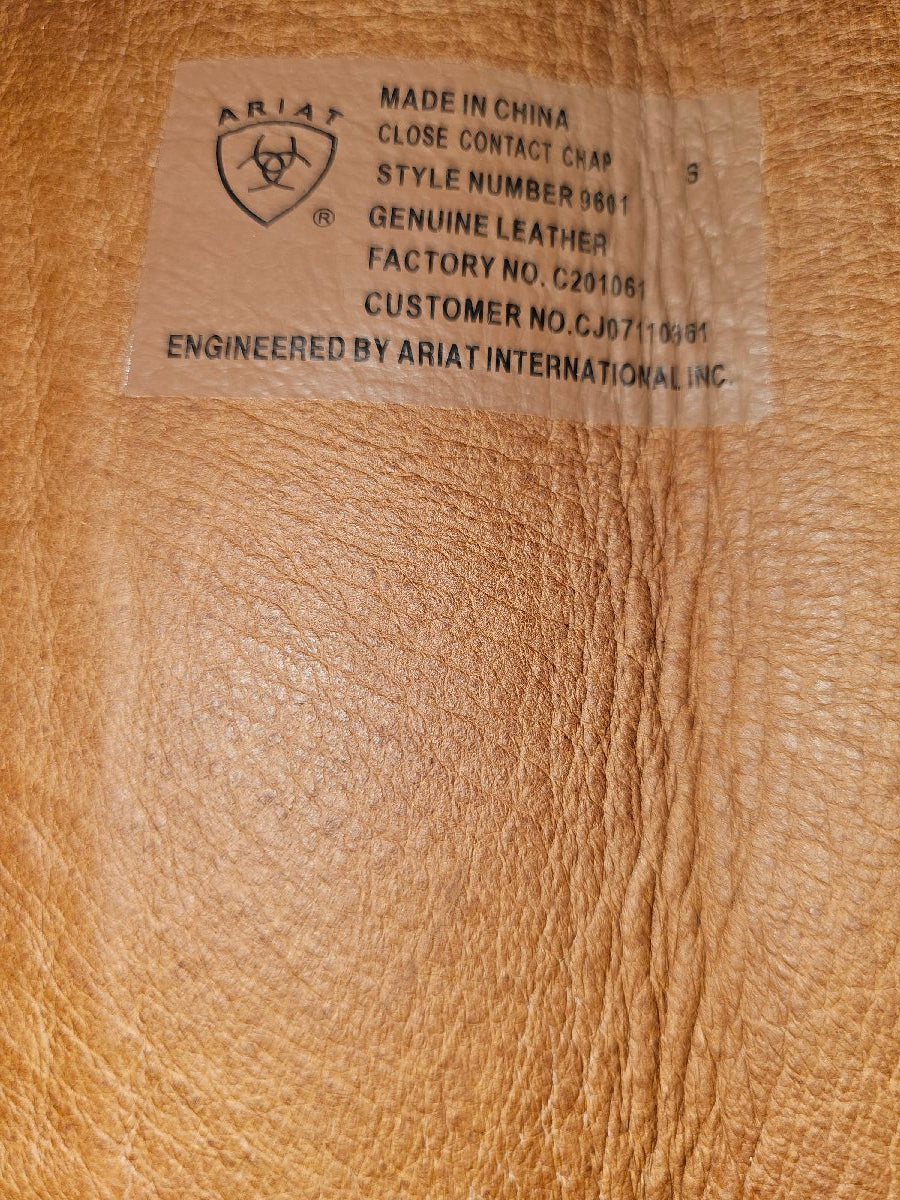 ARIAT
®
MADE IN CHINA
CLOSE CONTACT CHAP S
STYLE NUMBER 9601
GENUINE LEATHER
FACTORY NO. C201061
CUSTOMER NO.CJ07110361
ENGINEERED BY ARIAT INTERNATIONAL INC.